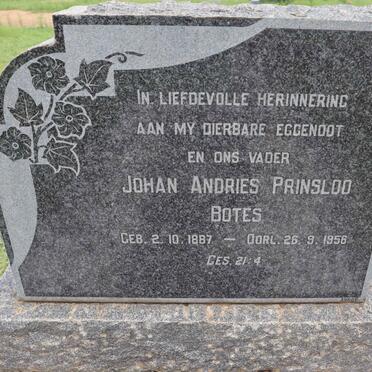 IN LIEFDEVOLLE HERINNERING
AAN MY DIERBARE EGGENOOT
EN ONS VADER
JOHAN ANDRIES PRINSLOO
BOTES
GEB. 2. 10. 1887 — OORL. 26. 9. 1956
GES. 21:4